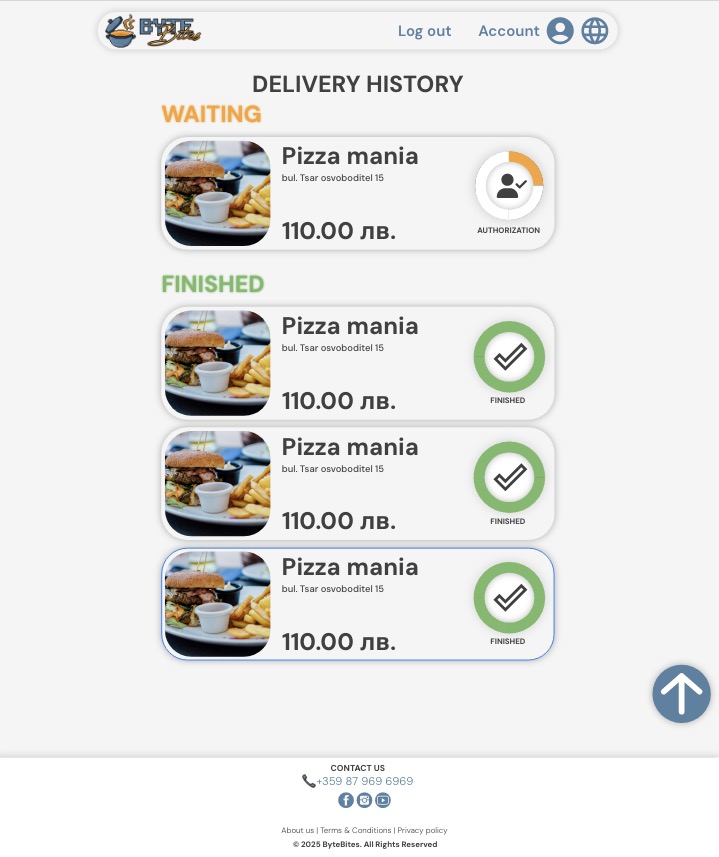 BYTE
Bites
Log out
Account
DELIVERY HISTORY
WAITING
Pizza mania
bul. Tsar osvoboditel 15
110.00 лв.
AUTHORIZATION
FINISHED
Pizza mania
bul. Tsar osvoboditel 15
110.00 лв.
FINISHED
Pizza mania
bul. Tsar osvoboditel 15
110.00 лв.
FINISHED
Pizza mania
bul. Tsar osvoboditel 15
110.00 лв.
FINISHED
CONTACT US
+359 87 969 6969
About us | Terms & Conditions | Privacy policy
© 2025 ByteBites. All Rights Reserved